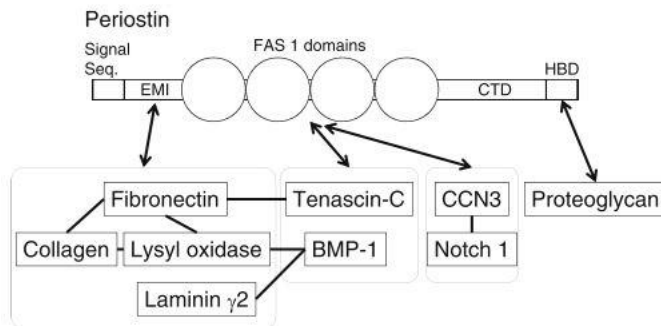 Periostin
Signal
Seq.
FAS 1 domains
HBD
EMI
CTD
Fibronectin
Tenascin-C
CCN3
Proteoglycan
Collagen
Lysyl oxidase
BMP-1
Notch 1
Laminin γ2